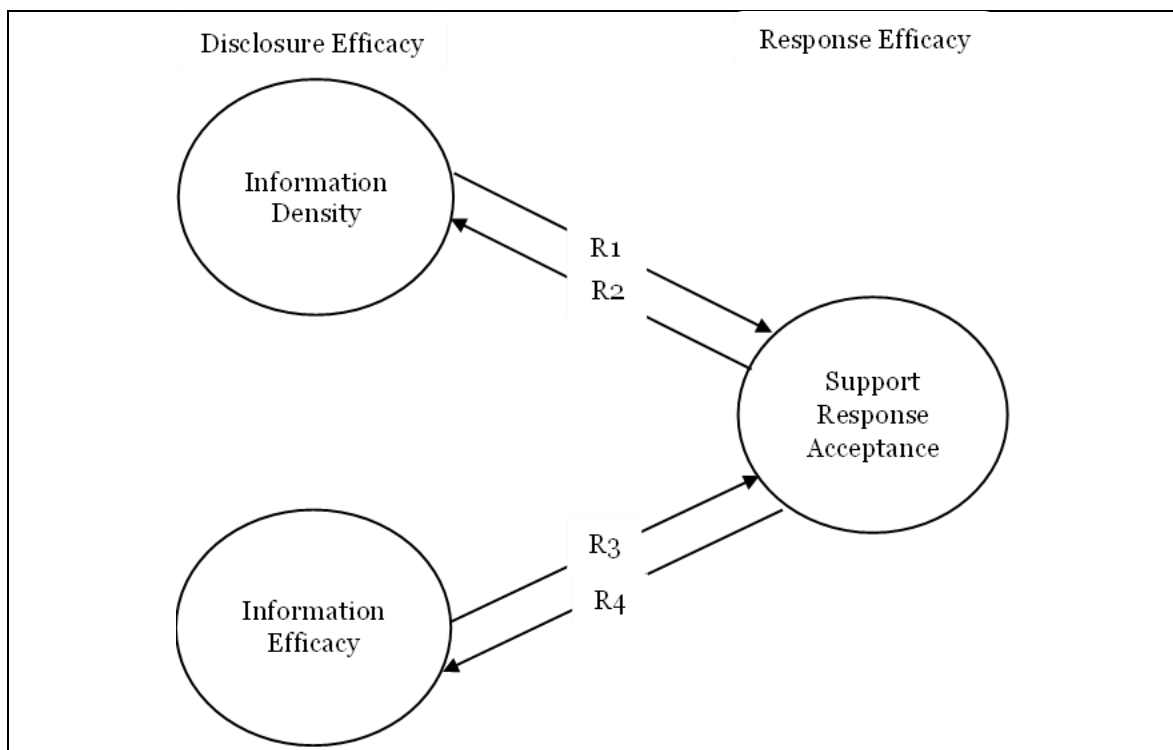 Disclosure Efficacy
Response Efficacy
Information
Density
R1
R2
Support
Response
Acceptance
R3
R4
Information
Efficacy